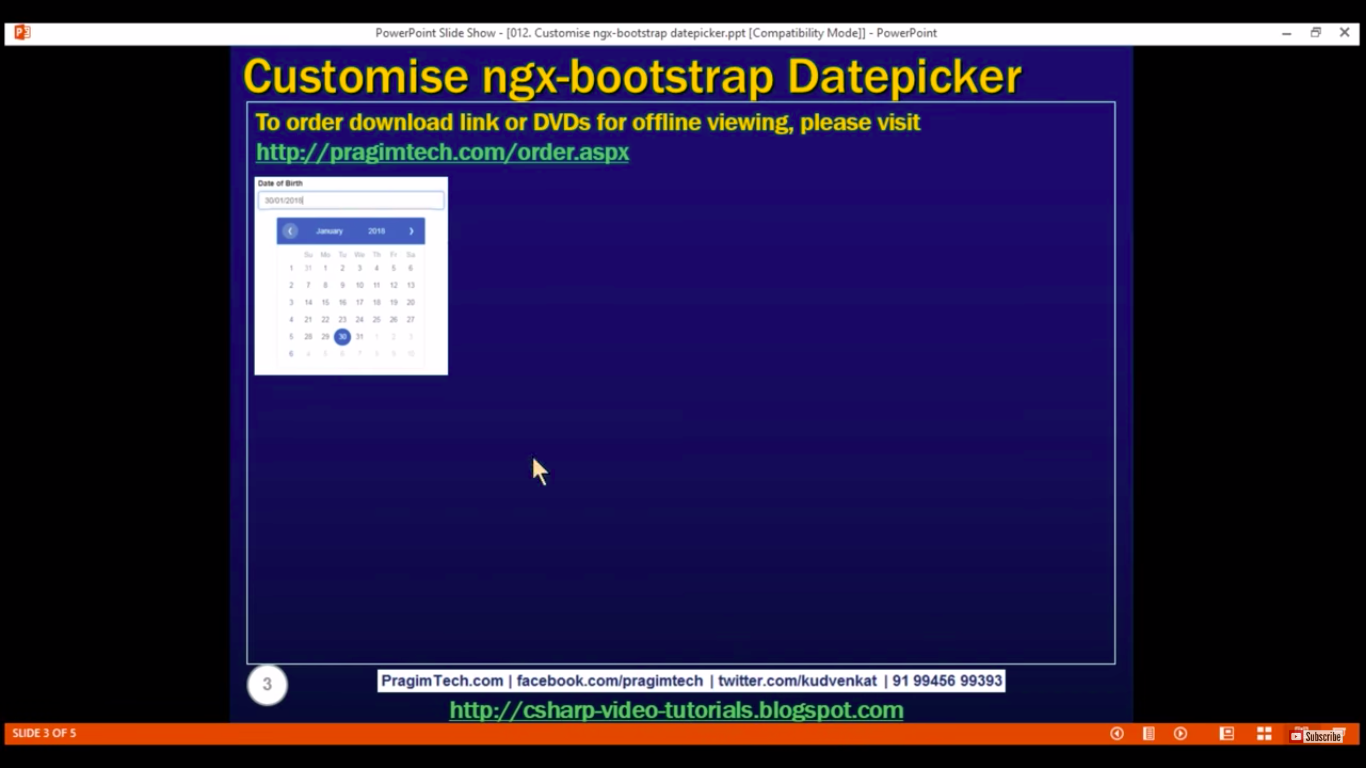 PowerPoint Slide Show - [012. Customise ngx-bootstrap datepicker.ppt [Compatibility Mode]] - PowerPoint
Customise ngx-bootstrap Datepicker
To order download link or DVDs for offline viewing, please visit
http://pragimtech.com/order.aspx
Date of Birth
30/01/2018
January 2018
Su Mo Tu We Th Fr Sa
1 31 1 2 3 4 5 6
2 7 8 9 10 11 12 13
3 14 15 16 17 18 19 20
4 21 22 23 24 25 26 27
5 28 29 30 31 1 2 3
6 4 5 6 7 8 9 10
3
PragimTech.com | facebook.com/pragimtech | twitter.com/kudvenkat | 91 99456 99393
http://csharp-video-tutorials.blogspot.com
SLIDE 3 OF 5
Subscribe